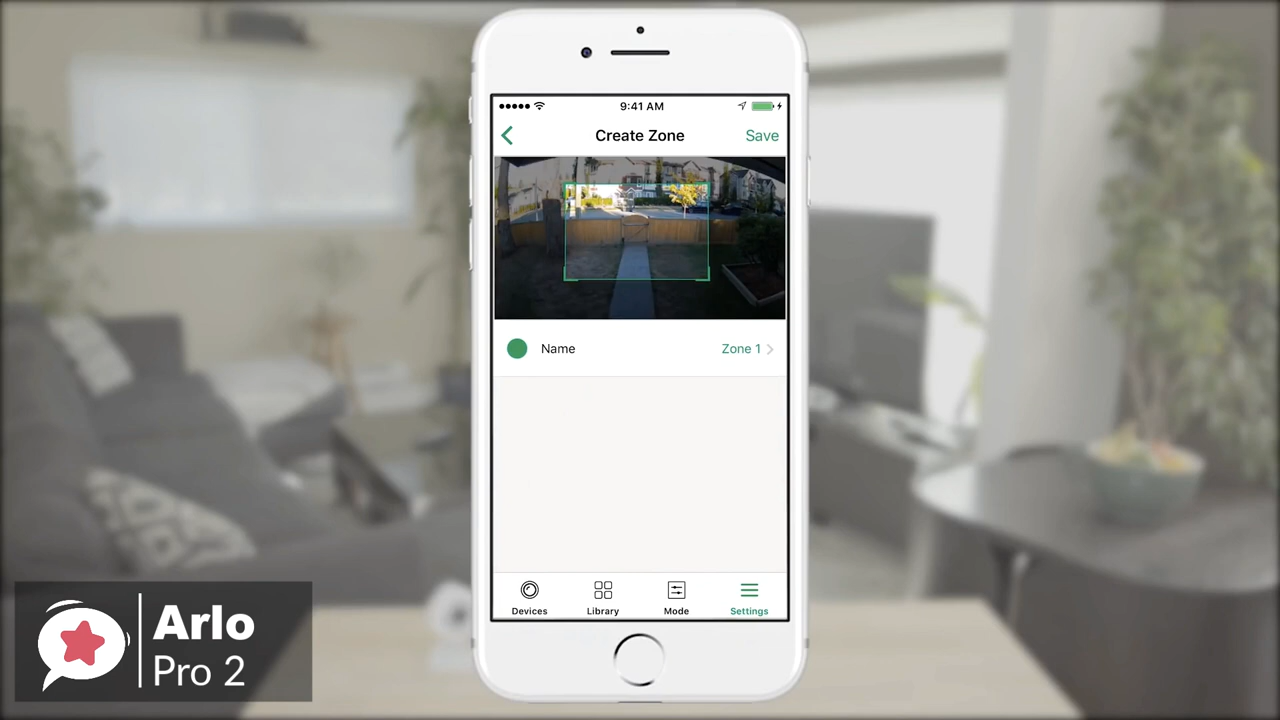 9:41 AM
Create Zone
Save
Name
Zone 1
Devices
Library
Mode
Settings
Arlo
Pro 2